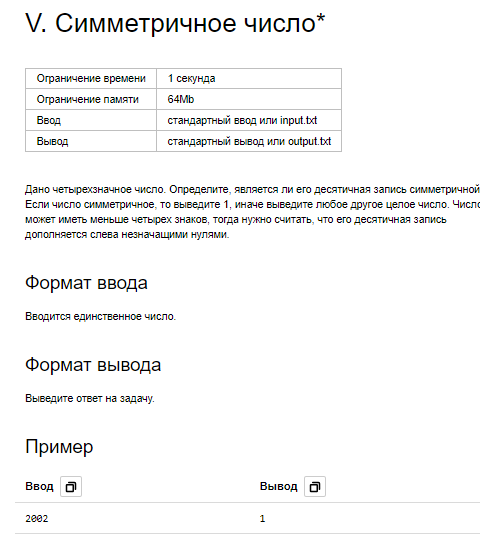 V. Симметричное число*
Ограничение времени 1 секунда
Ограничение памяти 64Mb
Ввод стандартный ввод или input.txt
Вывод стандартный вывод или output.txt
Дано четырехзначное число. Определите, является ли его десятичная запись симметричной
Если число симметричное, то выведите 1, иначе выведите любое другое целое число. Числ
может иметь меньше четырех знаков, тогда нужно считать, что его десятичная запись
дополняется слева незначащими нулями.
Формат ввода
Вводится единственное число.
Формат вывода
Выведите ответ на задачу.
Пример
Ввод Вывод
2002 1